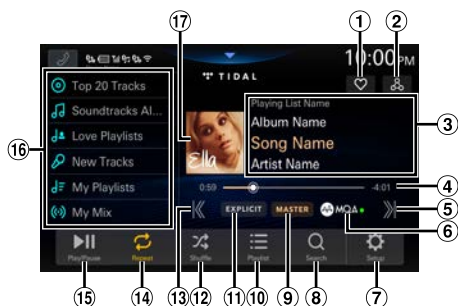 17
1
2
10:00PM
TIDAL
Top 20 Tracks
Soundtracks Al...
Love Playlists
New Tracks
My Playlists
My Mix
16
Ella
Playing List Name
Album Name
Song Name
Artist Name
3
0:59
-4:01
4
EXPLICIT
MASTER
MQA
5
6
Play/Pause
Repeat
Shuffle
Playlist
Search
Setup
15
14
13
12
11
10
9
8
7